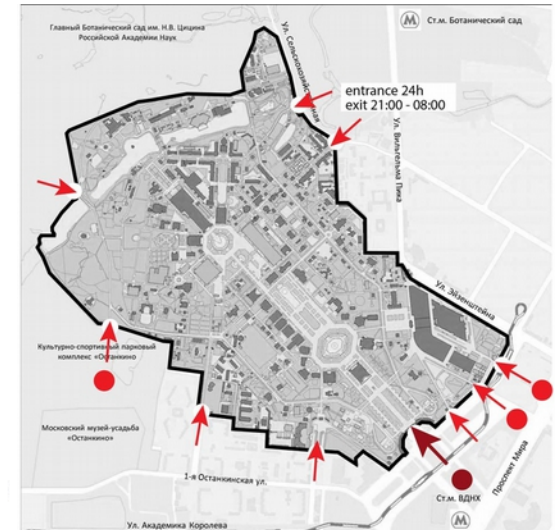 Главный Ботанический сад им. Н.В. Цицина
Российской Академии Наук
Ст.м. Ботанический сад
Ул. Сельскохозяйственная
entrance 24h
exit 21:00 - 08:00
Ул. Вильгельма Пика
Ул. Эйзенштейна
Культурно-спортивный парковый
комплекс «Останкино
Московский музей-усадьба
«Останкино»
1-я Останкинская ул.
Ст.м. ВДНХ
Проспект Мира
Ул. Академика Королева